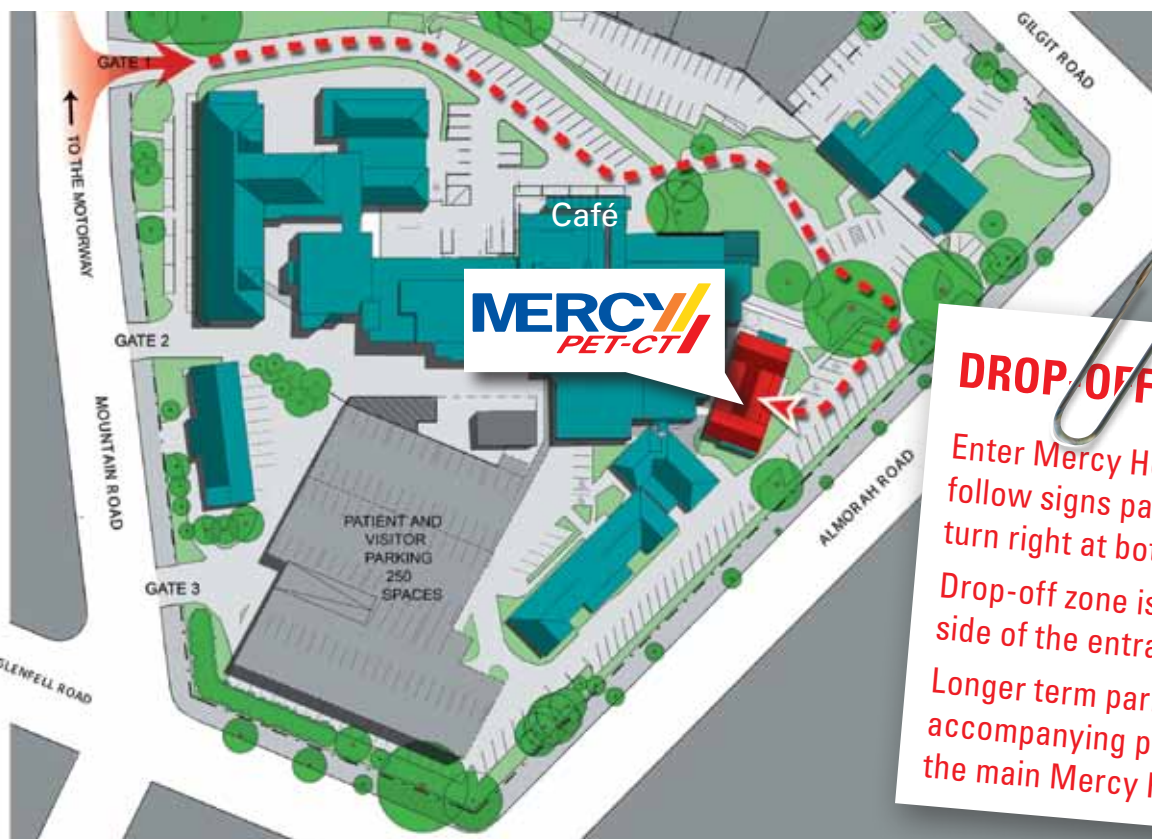 GILGIT ROAD
GATE 1
TO THE MOTORWAY
Café
MERCY
PET-CT
GATE 2
MOUNTAIN ROAD
ALMORAH ROAD
PATIENT AND
VISITOR
PARKING
250
SPACES
GATE 3
GLENFELL ROAD
DROP-OFF
Enter Mercy H
follow signs pa
turn right at bot
Drop-off zone is
side of the entra
Longer term par
accompanying p
the main Mercy